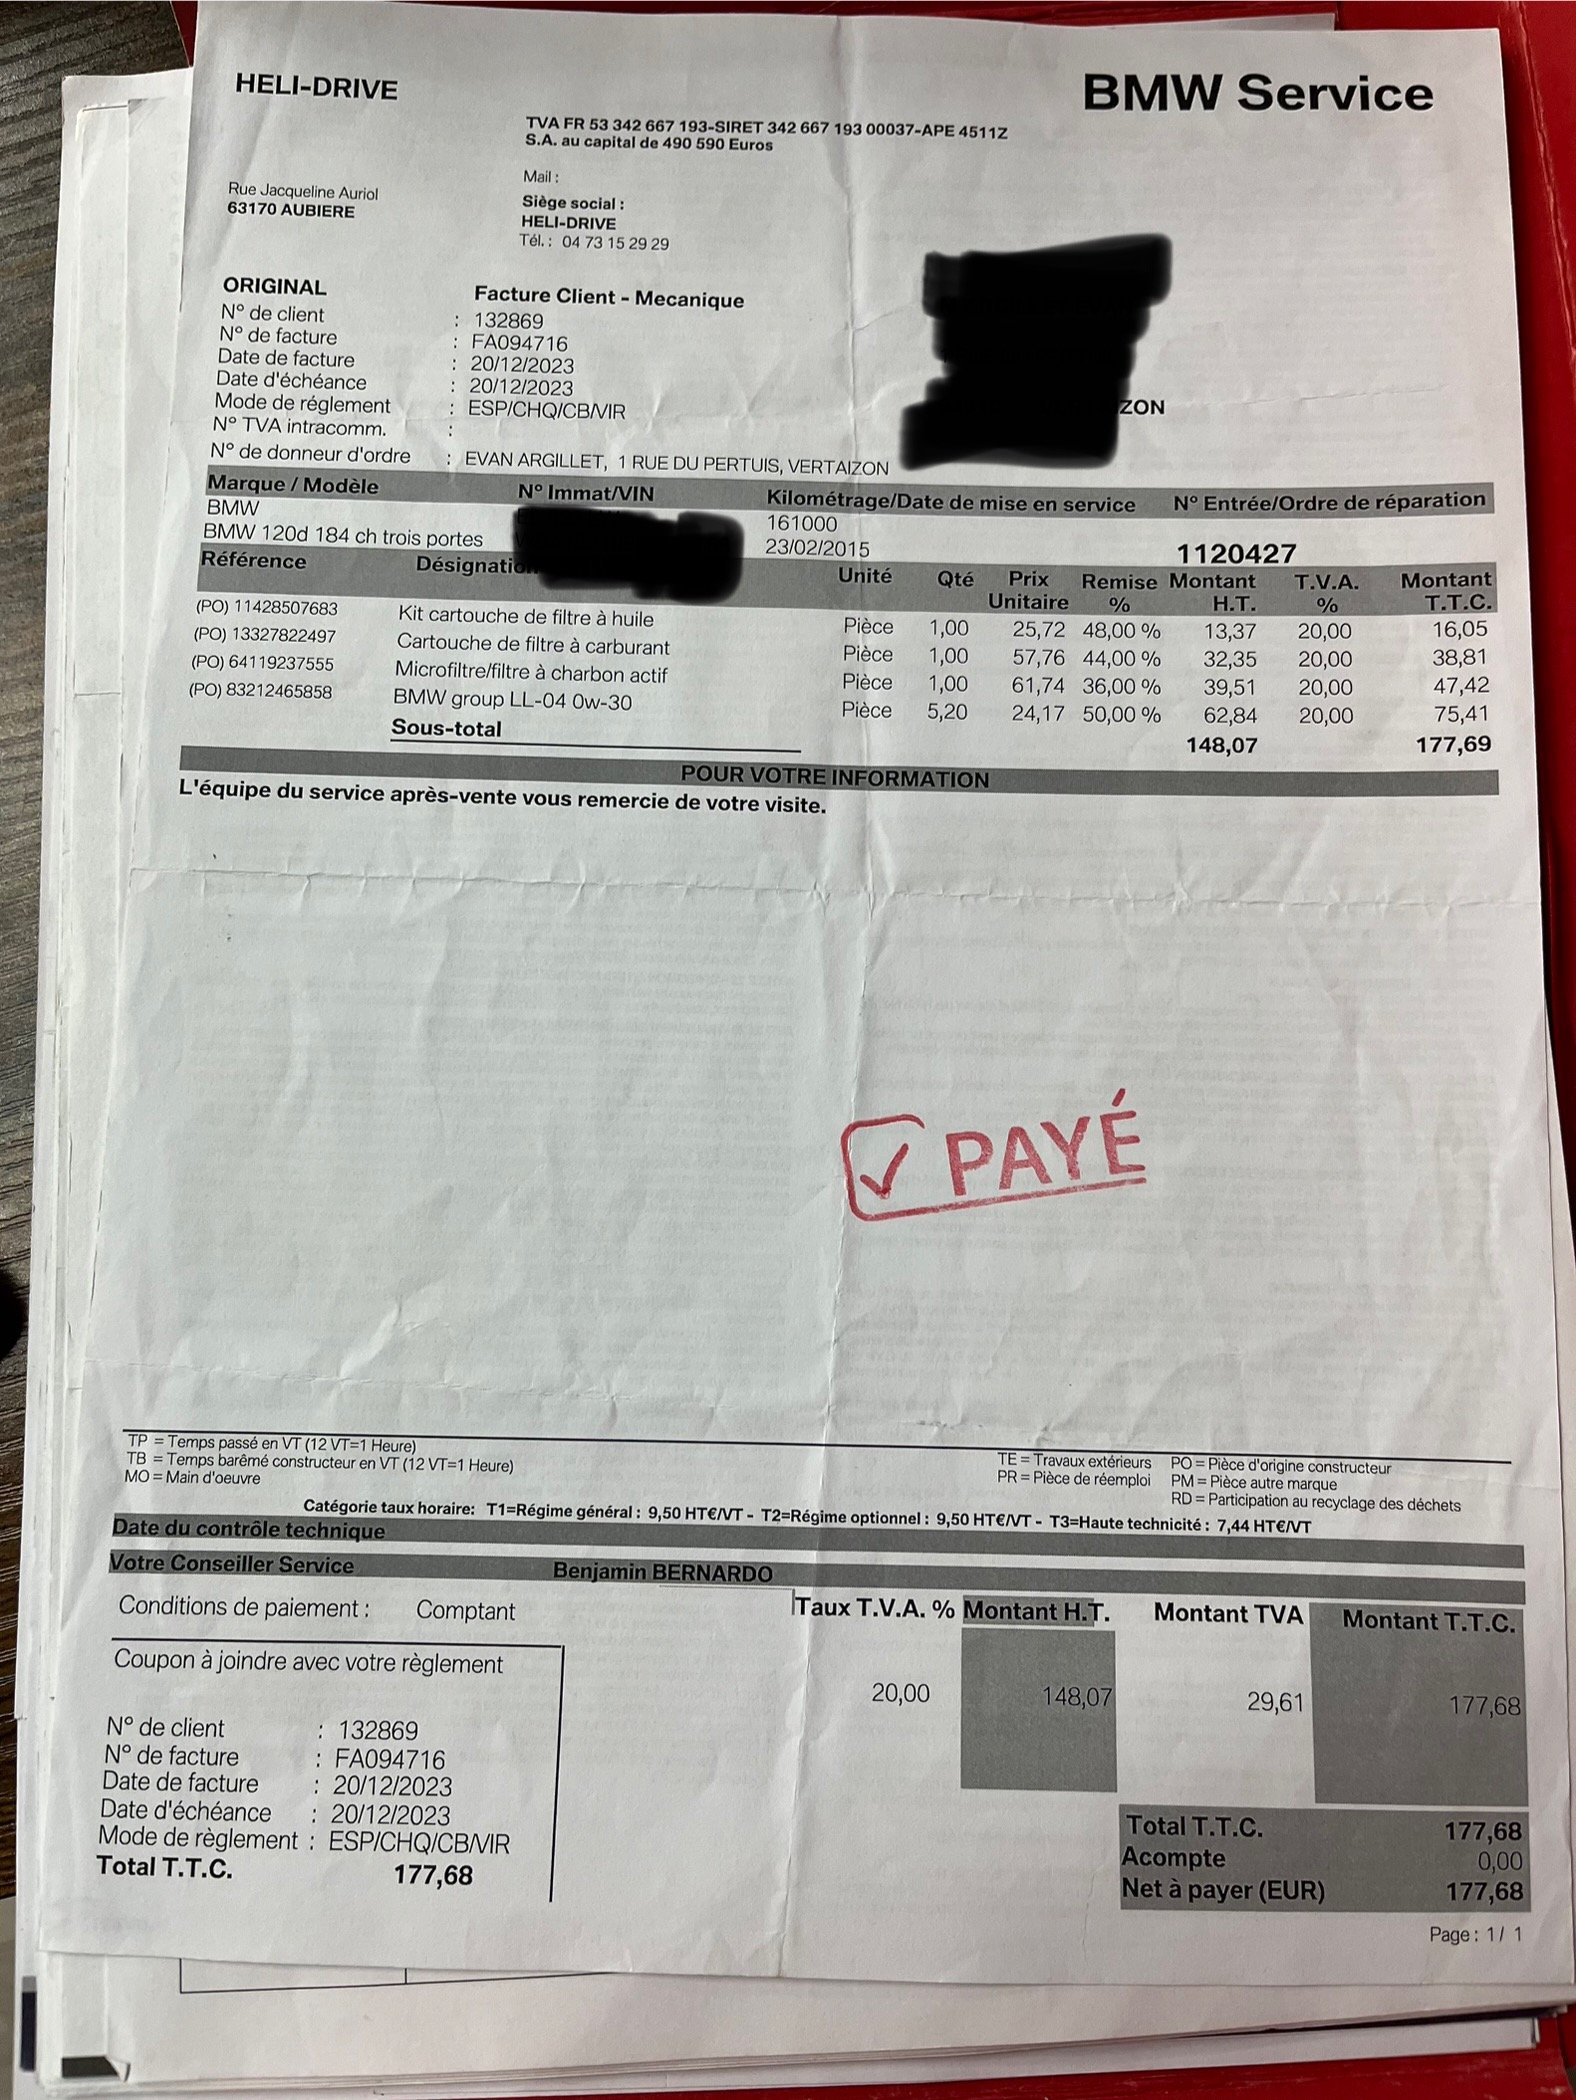 HELI-DRIVE
BMW Service
TVA FR 53 342 667 193-SIRET 342 667 193 00037-APE 4511Z
S.A. au capital de 490 590 Euros
Mail :
Rue Jacqueline Auriol
63170 AUBIERE
Siège social :
HELI-DRIVE
Tél. : 04 73 15 29 29
ORIGINAL Facture Client - Mecanique
N° de client : 132869
N° de facture : FA094716
Date de facture : 20/12/2023
Date d'échéance : 20/12/2023
Mode de réglement : ESP/CHQ/CB/VIR
ZON
N° TVA intracomm. :
N° de donneur d'ordre : EVAN ARGILLET, 1 RUE DU PERTUIS, VERTAIZON
Marque / Modèle N° Immat/VIN Kilométrage/Date de mise en service N° Entrée/Ordre de réparation
BMW 161000
BMW 120d 184 ch trois portes 23/02/2015 1120427
Référence Désignation Unité Qté Prix Unitaire Remise % Montant H.T. T.V.A. % Montant T.T.C.
(PO) 11428507683 Kit cartouche de filtre à huile Pièce 1,00 25,72 48,00 % 13,37 20,00 16,05
(PO) 13327822497 Cartouche de filtre à carburant Pièce 1,00 57,76 44,00 % 32,35 20,00 38,81
(PO) 64119237555 Microfiltre/filtre à charbon actif Pièce 1,00 61,74 36,00 % 39,51 20,00 47,42
(PO) 83212465858 BMW group LL-04 0w-30 Pièce 5,20 24,17 50,00 % 62,84 20,00 75,41
Sous-total 148,07 177,69
POUR VOTRE INFORMATION
L'équipe du service après-vente vous remercie de votre visite.
PAYÉ
TP = Temps passé en VT (12 VT=1 Heure)
TB = Temps barêmé constructeur en VT (12 VT=1 Heure)
MO = Main d'oeuvre
TE = Travaux extérieurs PO = Pièce d'origine constructeur
PR = Pièce de réemploi PM = Pièce autre marque
RD = Participation au recyclage des déchets
Catégorie taux horaire: T1=Régime général : 9,50 HT€/VT - T2=Régime optionnel : 9,50 HT€/VT - T3=Haute technicité : 7,44 HT€/VT
Date du contrôle technique
Votre Conseiller Service Benjamin BERNARDO
Conditions de paiement : Comptant
Taux T.V.A. % Montant H.T. Montant TVA Montant T.T.C.
20,00 148,07 29,61 177,68
Coupon à joindre avec votre règlement
N° de client : 132869
N° de facture : FA094716
Date de facture : 20/12/2023
Date d'échéance : 20/12/2023
Mode de règlement : ESP/CHQ/CB/VIR
Total T.T.C. 177,68
Total T.T.C. 177,68
Acompte 0,00
Net à payer (EUR) 177,68
Page : 1/ 1